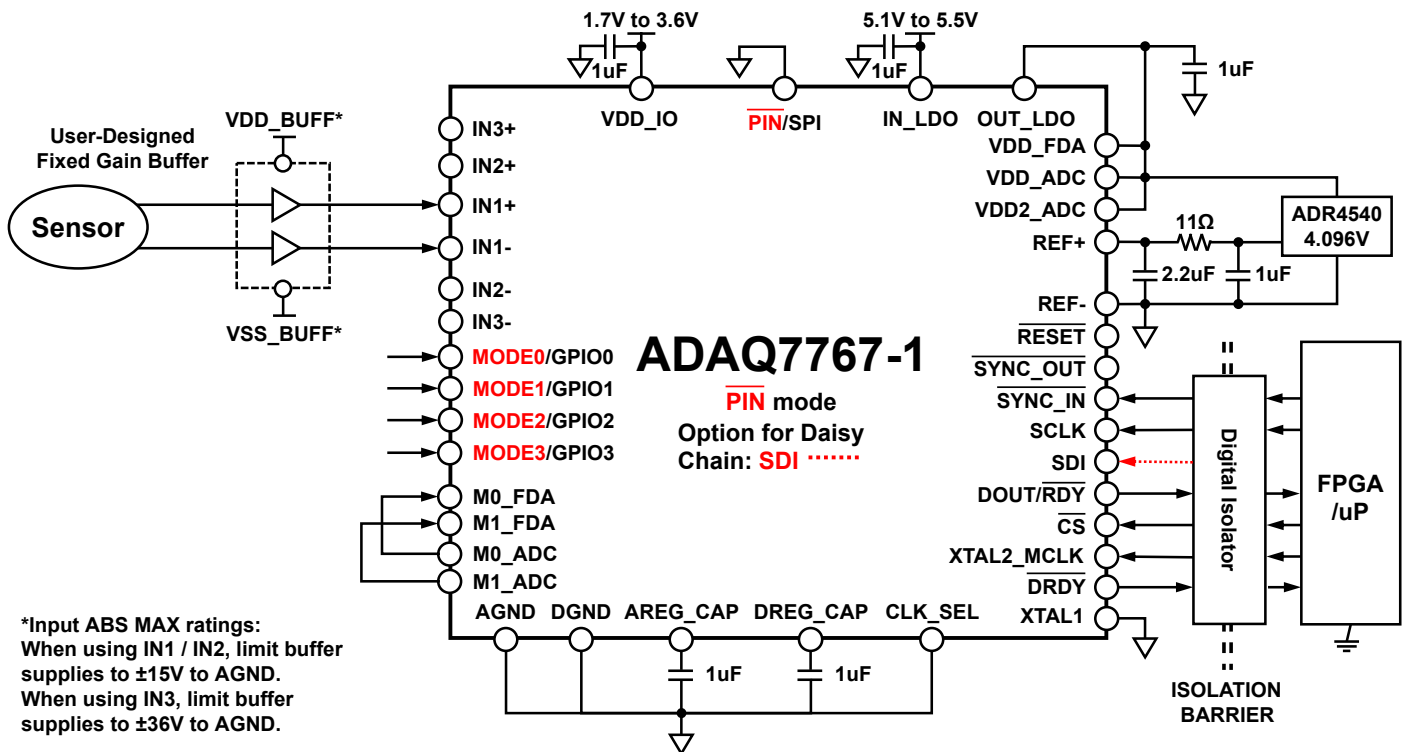 1.7V to 3.6V
5.1V to 5.5V
1uF
1uF
1uF
VDD_IO
PIN/SPI
IN_LDO
OUT_LDO
User-Designed
Fixed Gain Buffer
VDD_BUFF*
Sensor
VSS_BUFF*
IN3+
IN2+
IN1+
IN1-
IN2-
IN3-
MODE0/GPIO0
MODE1/GPIO1
MODE2/GPIO2
MODE3/GPIO3
M0_FDA
M1_FDA
M0_ADC
M1_ADC
ADAQ7767-1
PIN mode
Option for Daisy
Chain: SDI
VDD_FDA
VDD_ADC
VDD2_ADC
REF+
REF-
RESET
SYNC_OUT
SYNC_IN
SCLK
SDI
DOUT/RDY
CS
XTAL2_MCLK
DRDY
XTAL1
11Ω
2.2uF
1uF
ADR4540
4.096V
Digital Isolator
FPGA
/uP
ISOLATION
BARRIER
AGND
DGND
AREG_CAP
DREG_CAP
CLK_SEL
1uF
1uF
*Input ABS MAX ratings:
When using IN1 / IN2, limit buffer
supplies to ±15V to AGND.
When using IN3, limit buffer
supplies to ±36V to AGND.